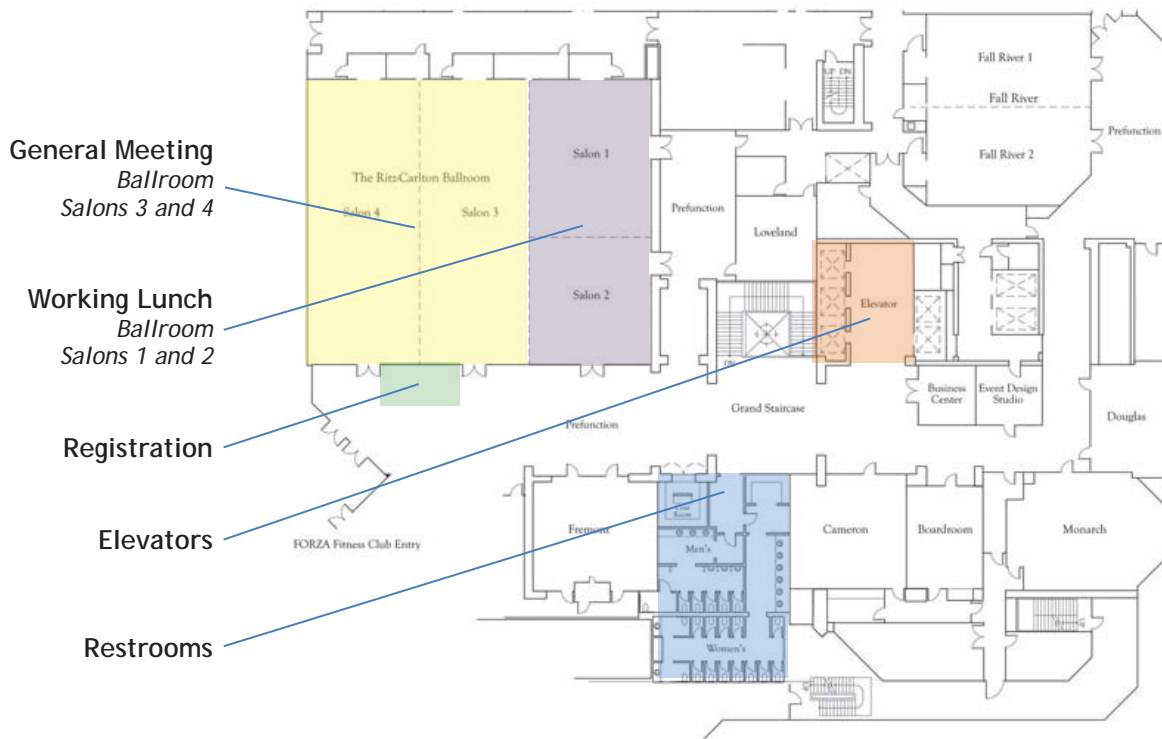 General Meeting
Ballroom
Salons 3 and 4
Working Lunch
Ballroom
Salons 1 and 2
Registration
Elevators
Restrooms
The Ritz-Carlton Ballroom
Salon 4
Salon 3
Salon 1
Salon 2
UP DN
Fall River 1
Fall River
Fall River 2
Prefunction
Prefunction
Loveland
Elevator
DN
Grand Staircase
Business
Center
Event Design
Studio
Douglas
Prefunction
FORZA Fitness Club Entry
Fremont
Room
Men's
Women's
Cameron
Boardroom
Monarch